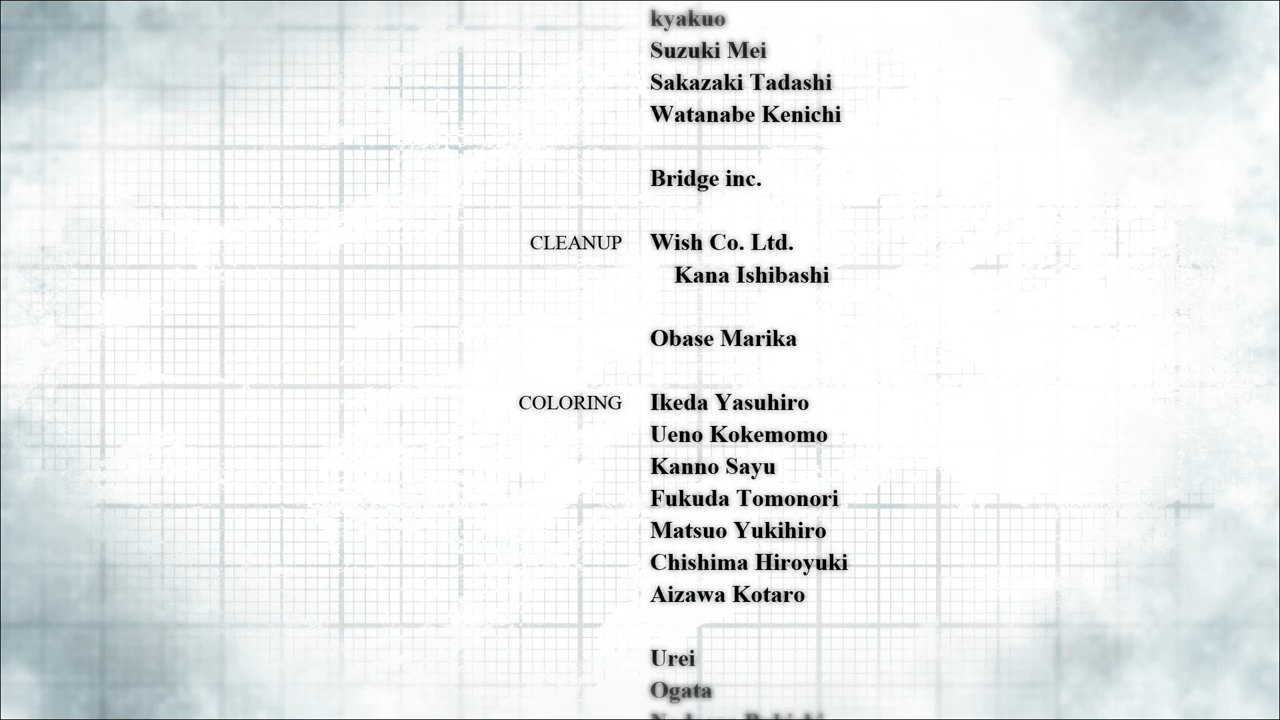 kyakuo
Suzuki Mei
Sakazaki Tadashi
Watanabe Kenichi
Bridge inc.
CLEANUP Wish Co. Ltd.
Kana Ishibashi
Obase Marika
COLORING Ikeda Yasuhiro
Ueno Kokemomo
Kanno Sayu
Fukuda Tomonori
Matsuo Yukihiro
Chishima Hiroyuki
Aizawa Kotaro
Urei
Ogata